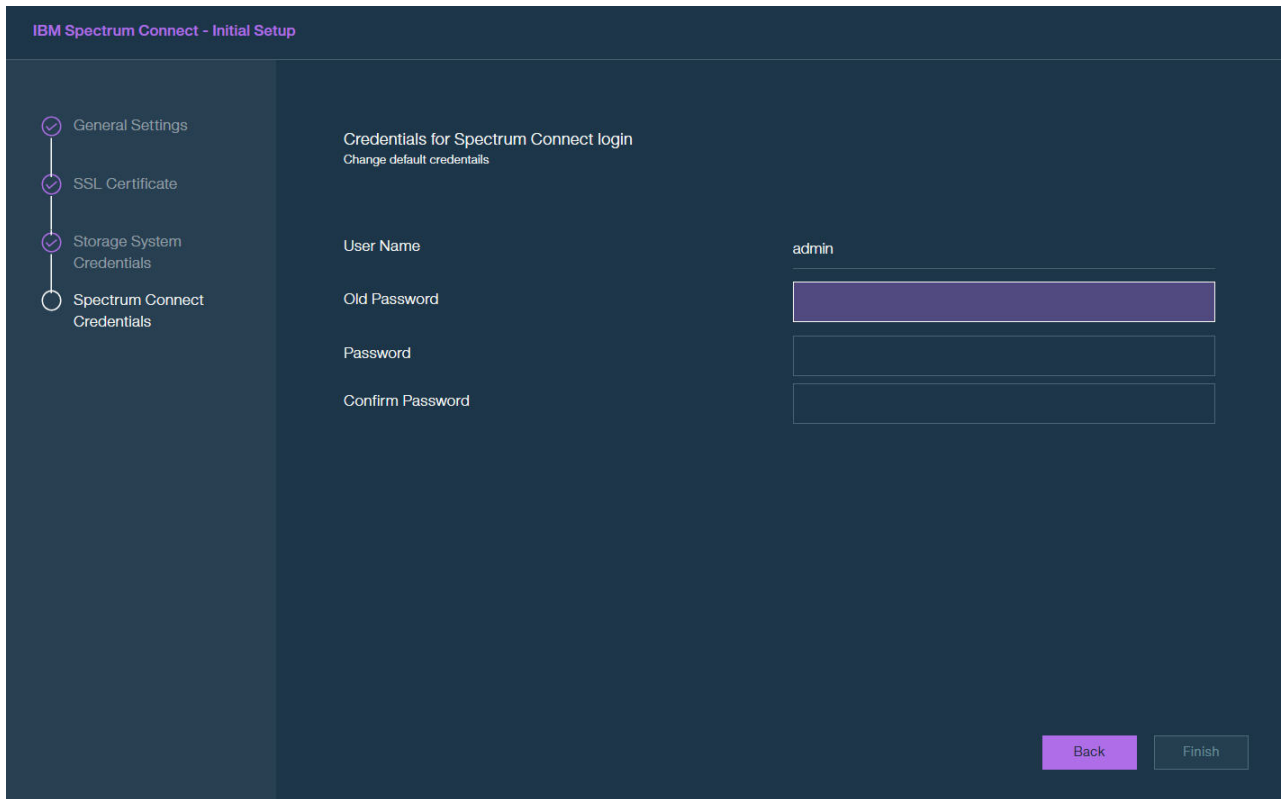 IBM Spectrum Connect - Initial Setup
General Settings
SSL Certificate
Storage System
Credentials
Spectrum Connect
Credentials
Credentials for Spectrum Connect login
Change default credentails
User Name
admin
Old Password
Password
Confirm Password
Back
Finish